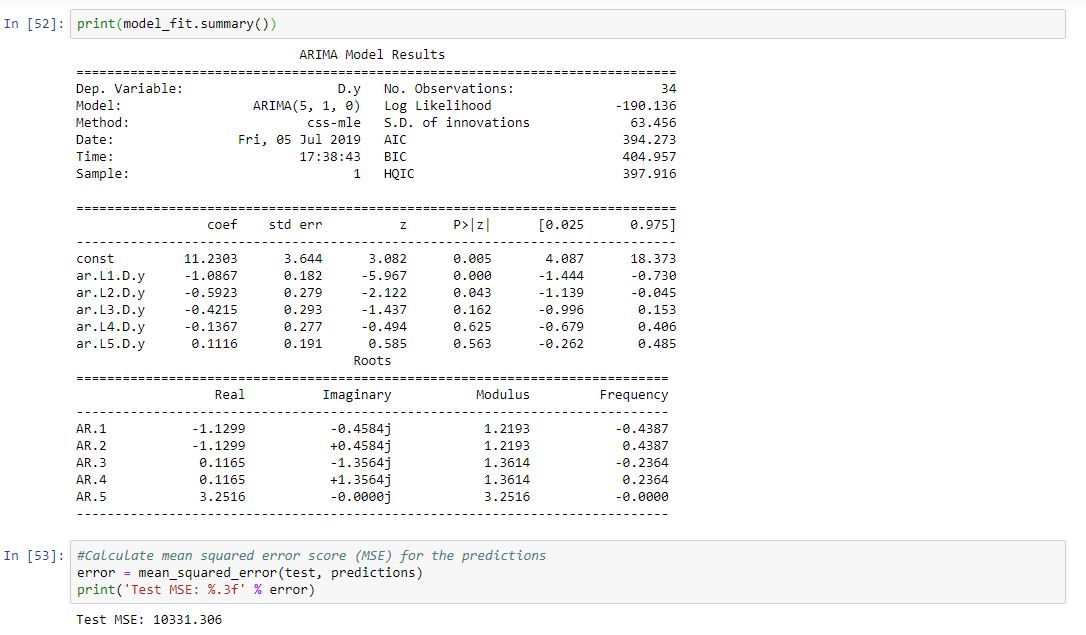 In [52]: print(model_fit.summary())
ARIMA Model Results
==============================================================================
Dep. Variable: D.y No. Observations: 34
Model: ARIMA(5, 1, 0) Log Likelihood -190.136
Method: css-mle S.D. of innovations 63.456
Date: Fri, 05 Jul 2019 AIC 394.273
Time: 17:38:43 BIC 404.957
Sample: 1 HQIC 397.916
==============================================================================
coef std err z P>|z| [0.025 0.975]
------------------------------------------------------------------------------
const 11.2303 3.644 3.082 0.005 4.087 18.373
ar.L1.D.y -1.0867 0.182 -5.967 0.000 -1.444 -0.730
ar.L2.D.y -0.5923 0.279 -2.122 0.043 -1.139 -0.045
ar.L3.D.y -0.4215 0.293 -1.437 0.162 -0.996 0.153
ar.L4.D.y -0.1367 0.277 -0.494 0.625 -0.679 0.406
ar.L5.D.y 0.1116 0.191 0.585 0.563 -0.262 0.485
Roots
=============================================================================
Real Imaginary Modulus Frequency
-----------------------------------------------------------------------------
AR.1 -1.1299 -0.4584j 1.2193 -0.4387
AR.2 -1.1299 +0.4584j 1.2193 0.4387
AR.3 0.1165 -1.3564j 1.3614 -0.2364
AR.4 0.1165 +1.3564j 1.3614 0.2364
AR.5 3.2516 -0.0000j 3.2516 -0.0000
-----------------------------------------------------------------------------
In [53]: #Calculate mean squared error score (MSE) for the predictions
error = mean_squared_error(test, predictions)
print('Test MSE: %.3f' % error)
Test MSE: 10331.306